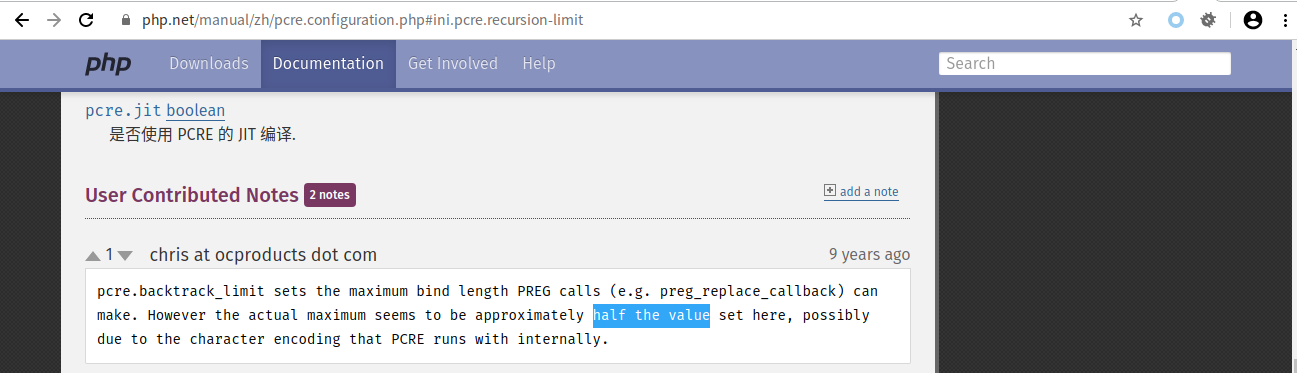 php.net/manual/zh/pcre.configuration.php#ini.pcre.recursion-limit
php Downloads Documentation Get Involved Help Search
pcre.jit boolean
是否使用 PCRE 的 JIT 编译.
User Contributed Notes 2 notes add a note
1 chris at ocproducts dot com 9 years ago
pcre.backtrack_limit sets the maximum bind length PREG calls (e.g. preg_replace_callback) can
make. However the actual maximum seems to be approximately half the value set here, possibly
due to the character encoding that PCRE runs with internally.